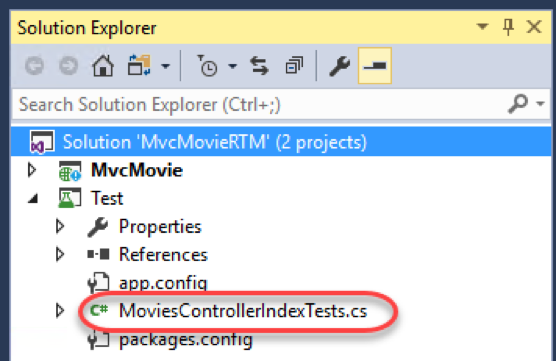 Solution Explorer
Search Solution Explorer (Ctrl+;)
Solution 'MvcMovieRTM' (2 projects)
MvcMovie
Test
Properties
References
app.config
C# MoviesControllerIndexTests.cs
packages.config